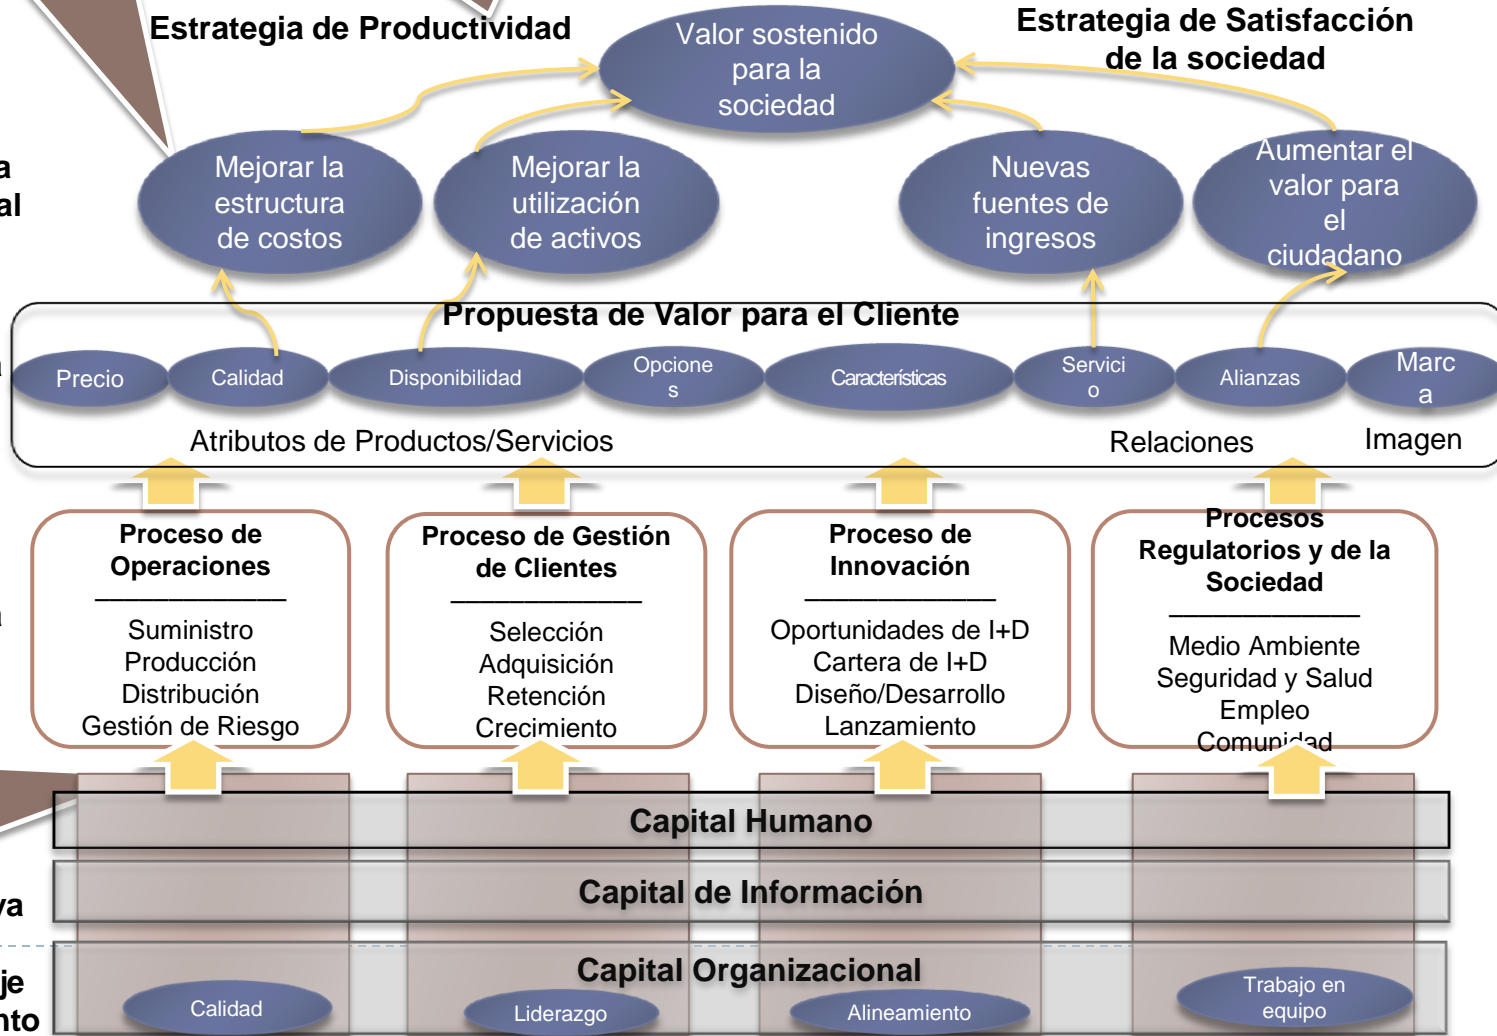 Estrategia de Productividad
Valor sostenido
para la
sociedad
Estrategia de Satisfacción
de la sociedad
a
al
Mejorar la
estructura
de costos
Mejorar la
utilización
de activos
Nuevas
fuentes de
ingresos
Aumentar el
valor para
el
ciudadano
Propuesta de Valor para el Cliente
Precio
Calidad
Disponibilidad
Opcione
s
Características
Servici
o
Alianzas
Marc
a
Atributos de Productos/Servicios
Relaciones
Imagen
Proceso de
Operaciones
Suministro
Producción
Distribución
Gestión de Riesgo
Proceso de Gestión
de Clientes
Selección
Adquisición
Retención
Crecimiento
Proceso de
Innovación
Oportunidades de I+D
Cartera de I+D
Diseño/Desarrollo
Lanzamiento
Procesos
Regulatorios y de la
Sociedad
Medio Ambiente
Seguridad y Salud
Empleo
Comunidad
Capital Humano
Capital de Información
va
Capital Organizacional
je
nto
Calidad
Liderazgo
Alineamiento
Trabajo en
equipo